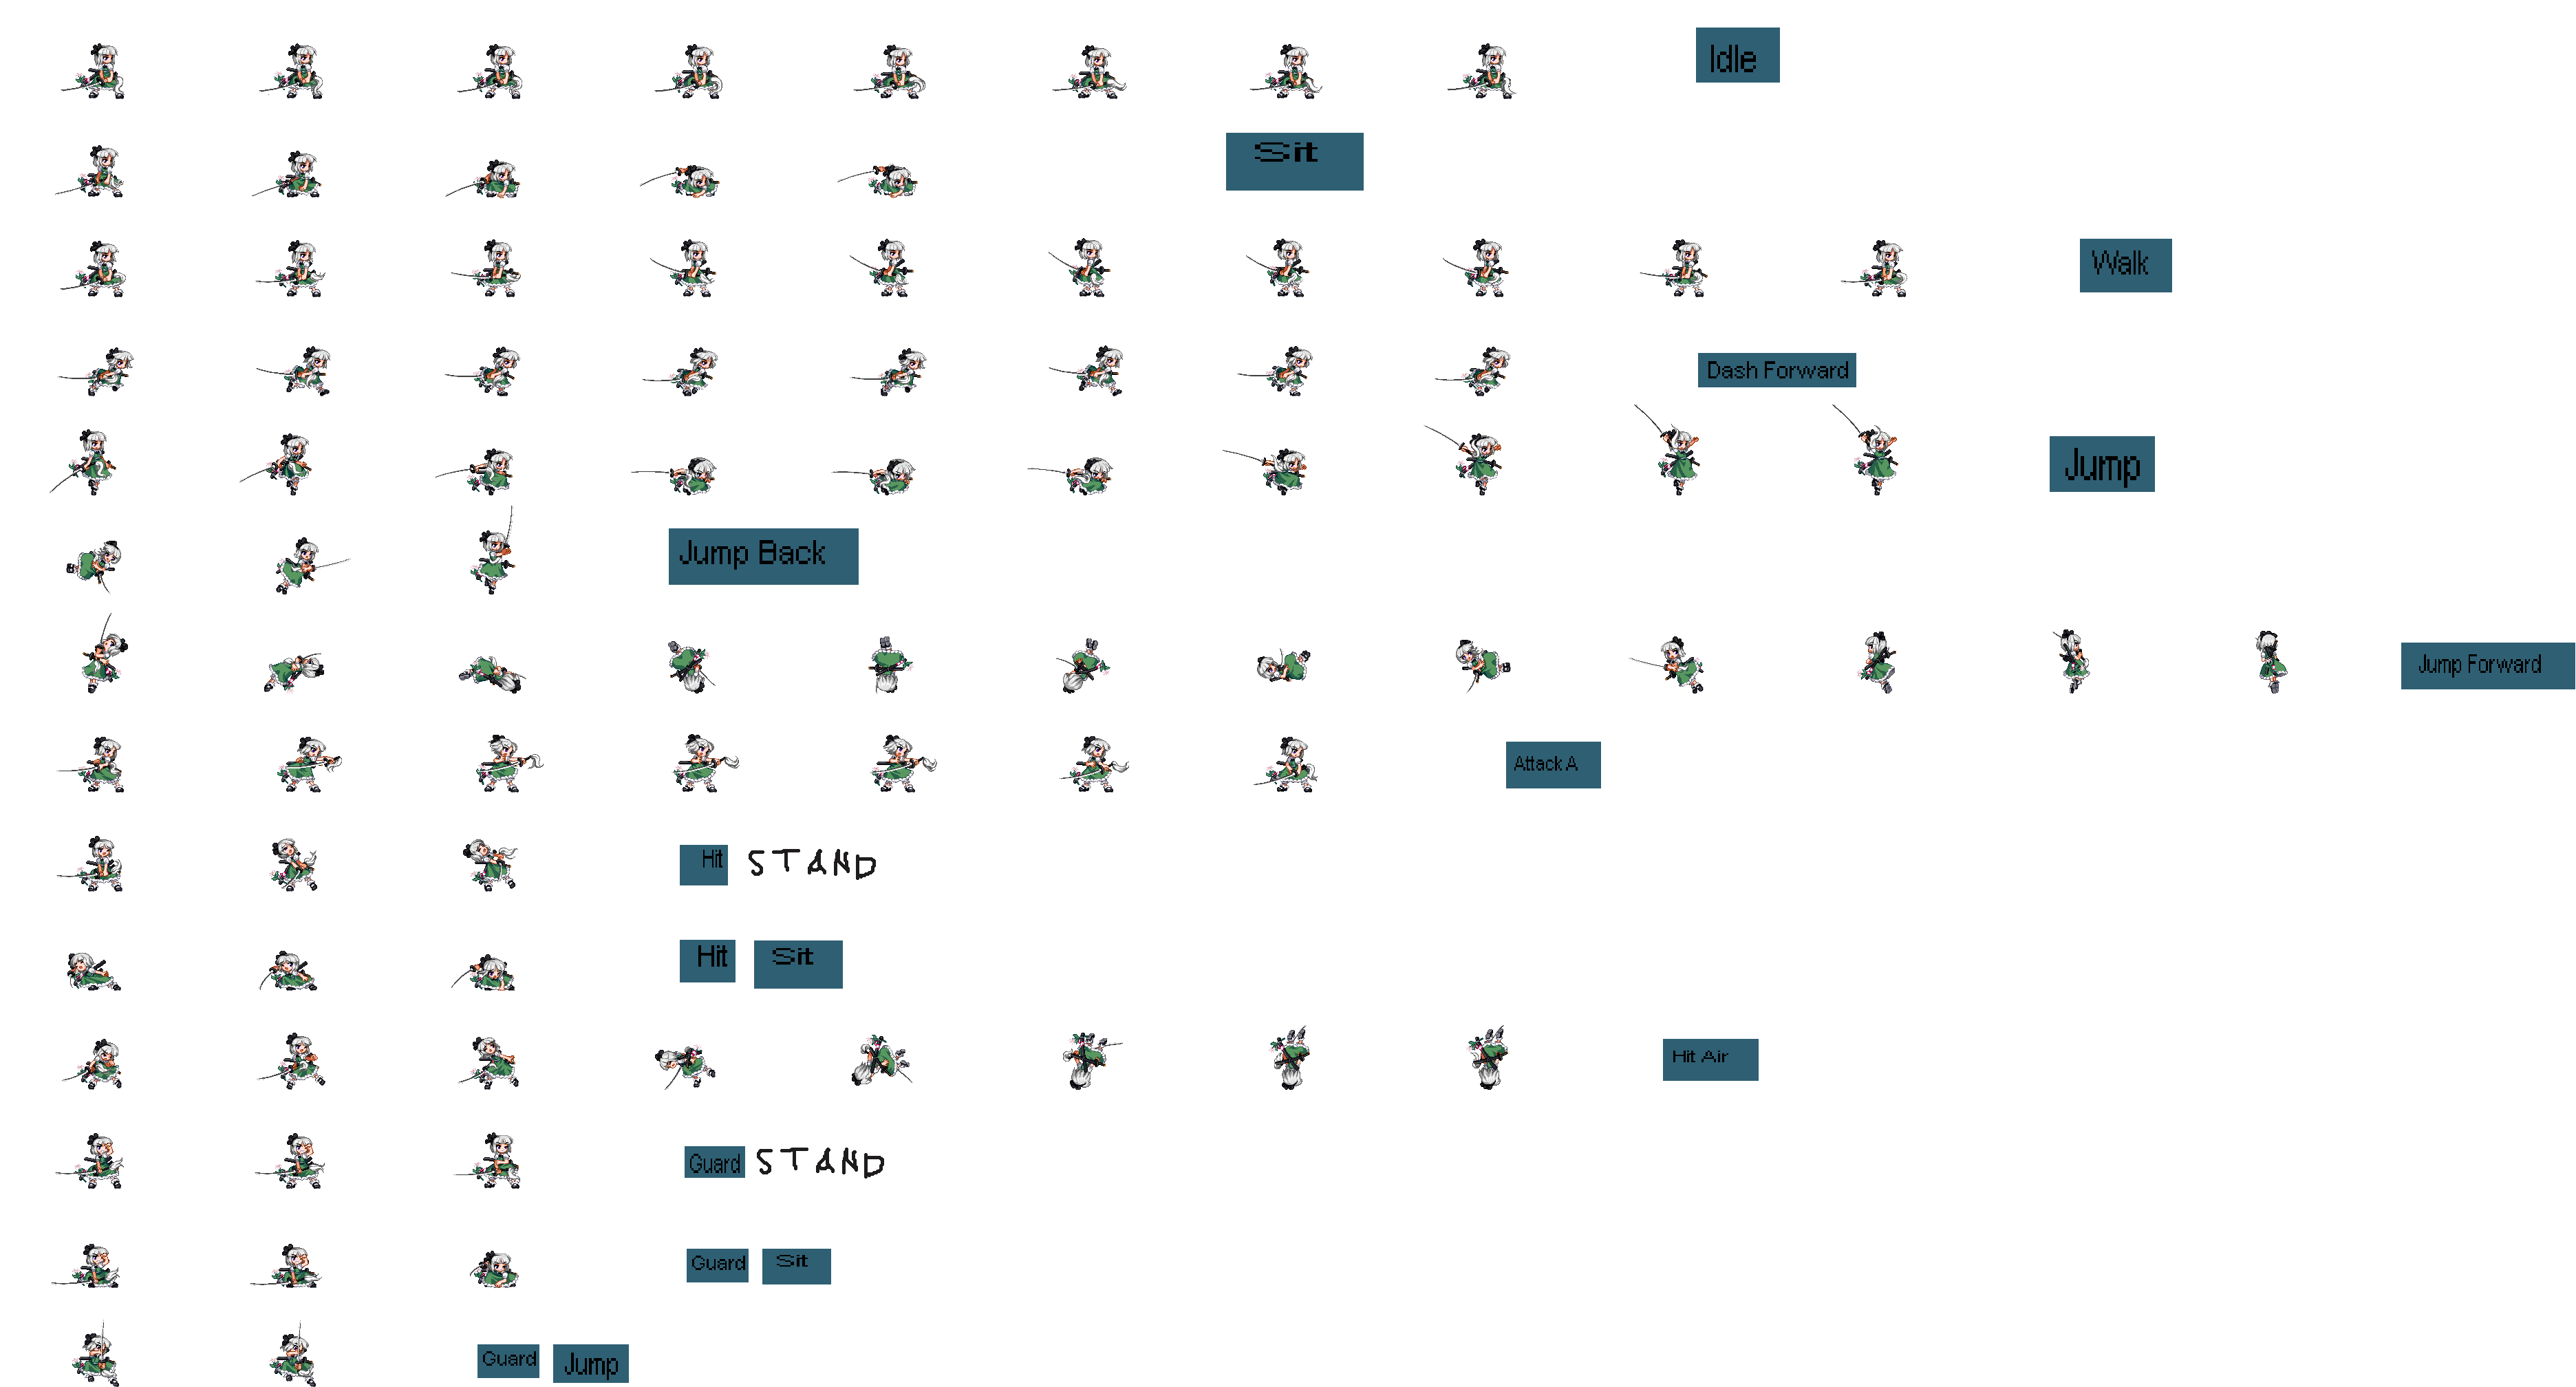 Idle
Sit
Walk
Dash Forward
Jump
Jump Back
Jump Forward
Attack A
Hit STAND
Hit Sit
Hit Air
Guard STAND
Guard Sit
Guard Jump